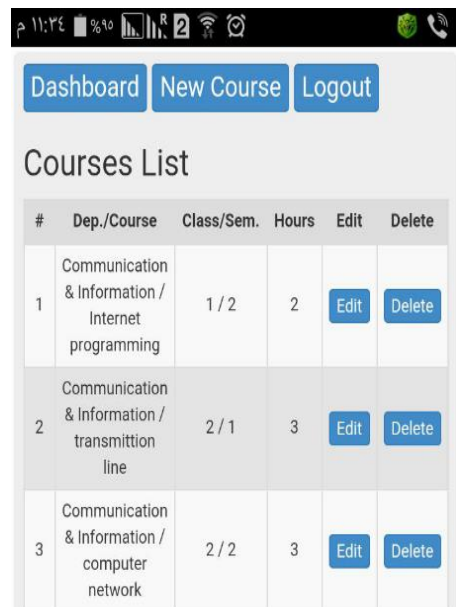 م ١١:٣٤ %٩٥ R 2
Dashboard New Course Logout
Courses List
# Dep./Course Class/Sem. Hours Edit Delete
Communication
& Information /
1 Internet 1 / 2 2 Edit Delete
programming
Communication
& Information /
2 transmittion 2 / 1 3 Edit Delete
line
Communication
& Information /
3 computer 2 / 2 3 Edit Delete
network